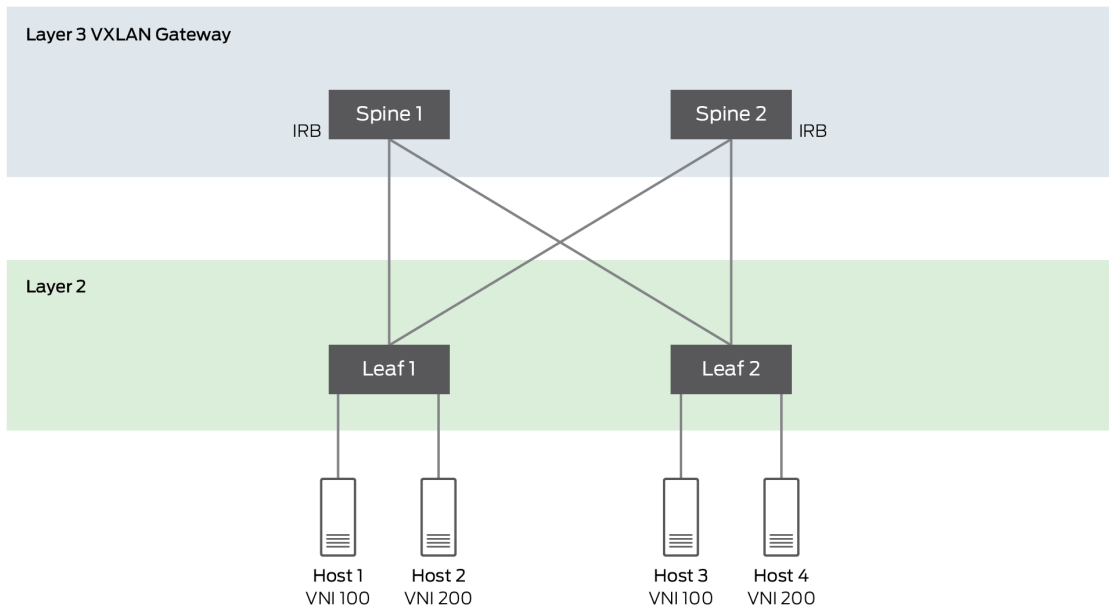 Layer 3 VXLAN Gateway
Spine 1
Spine 2
IRB
IRB
Layer 2
Leaf 1
Leaf 2
Host 1
VNI 100
Host 2
VNI 200
Host 3
VNI 100
Host 4
VNI 200